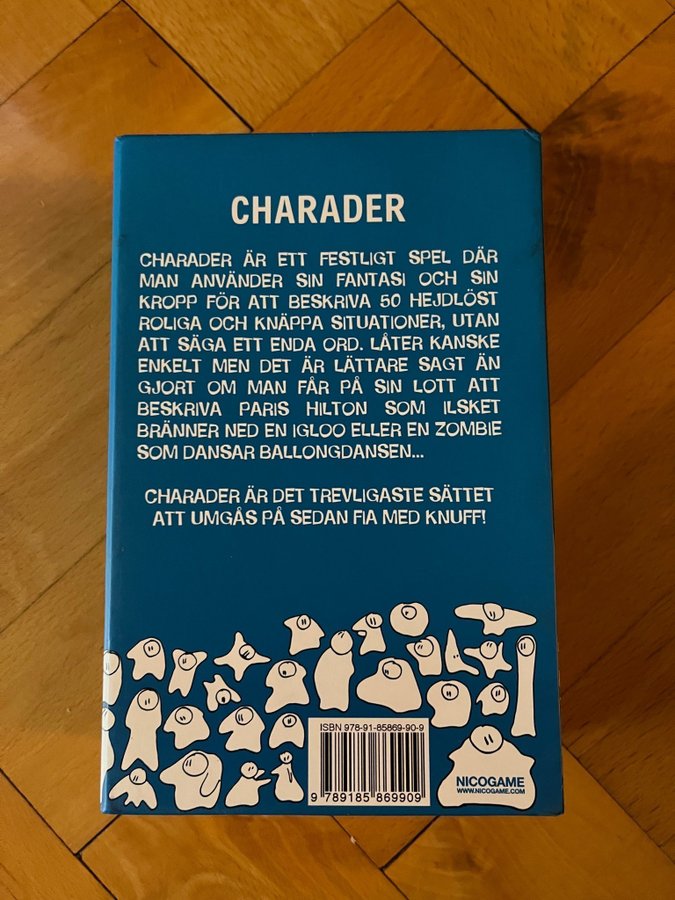 CHARADER
CHARADER ÄR ETT FESTLIGT SPEL DÄR
MAN ANVÄNDER SIN FANTASI OCH SIN
KROPP FÖR ATT BESKRIVA 50 HEJDLÖST
ROLIGA OCH KNÄPPA SITUATIONER, UTAN
ATT SÄGA ETT ENDA ORD. LÅTER KANSKE
ENKELT MEN DET ÄR LÄTTARE SAGT ÄN
GJORT OM MAN FÅR PÅ SIN LOTT ATT
BESKRIVA PARIS HILTON SOM ILSKET
BRÄNNER NED EN IGLOO ELLER EN ZOMBIE
SOM DANSAR BALLONGDANSEN...
CHARADER ÄR DET TREVLIGASTE SÄTTET
ATT UMGÅS PÅ SEDAN FIA MED KNUFF!
ISBN 978-91-85869-90-9
9 789185 869909
NICOGAME
WWW.NICOGAME.COM